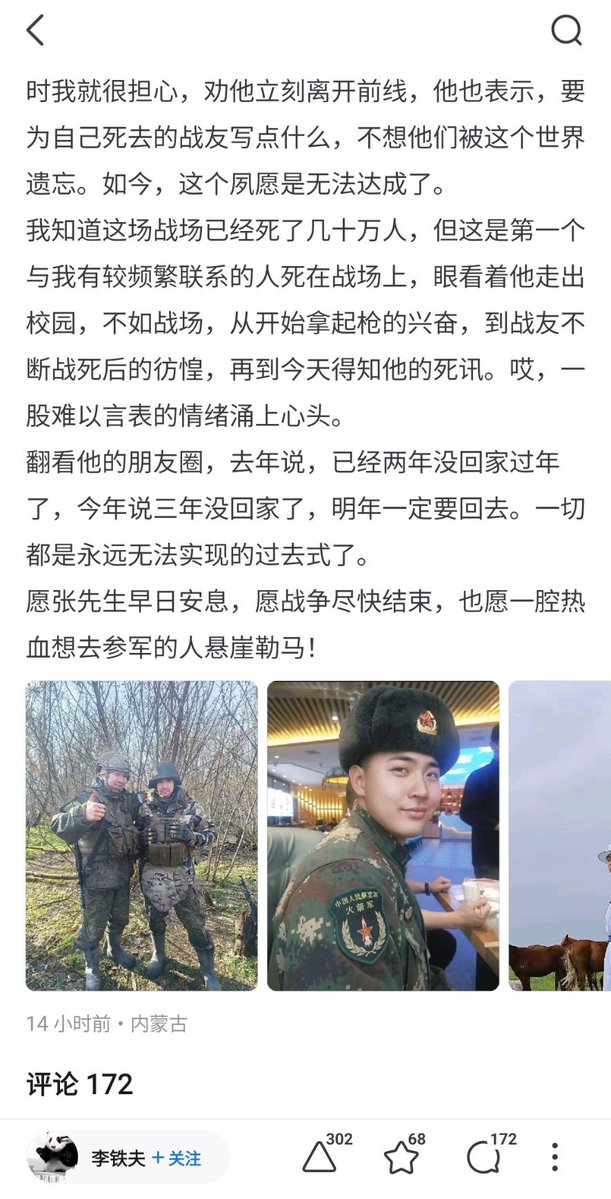 时我就很担心，劝他立刻离开前线，他也表示，要
为自己死去的战友写点什么，不想他们被这个世界
遗忘。如今，这个夙愿是无法达成了。
我知道这场战场已经死了几十万人，但这是第一个
与我有较频繁联系的人死在战场上，眼看着他走出
校园，不如战场，从开始拿起枪的兴奋，到战友不
断战死后的彷惶，再到今天得知他的死讯。哎，一
股难以言表的情绪涌上心头。
翻看他的朋友圈，去年说，已经两年没回家过年
了，今年说三年没回家了，明年一定要回去。一切
都是永远无法实现的过去式了。
愿张先生早日安息，愿战争尽快结束，也愿一腔热
血想去参军的人悬崖勒马！
中国人民解放军
火箭军
14 小时前·内蒙古
评论 172
李铁夫 + 关注
302
68
172